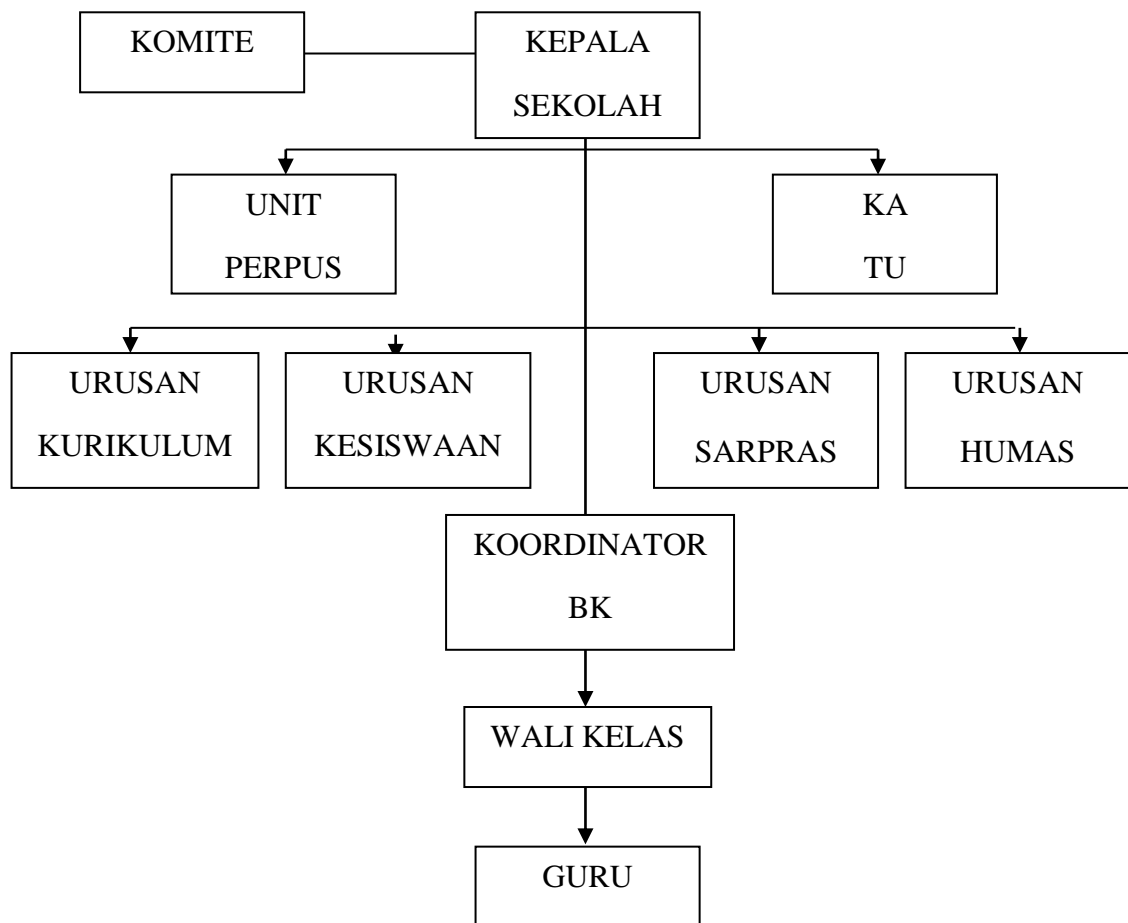 KOMITE
KEPALA
SEKOLAH
UNIT
PERPUS
KA
TU
URUSAN
KURIKULUM
URUSAN
KESISWAAN
URUSAN
SARPRAS
URUSAN
HUMAS
KOORDINATOR
BK
WALI KELAS
GURU